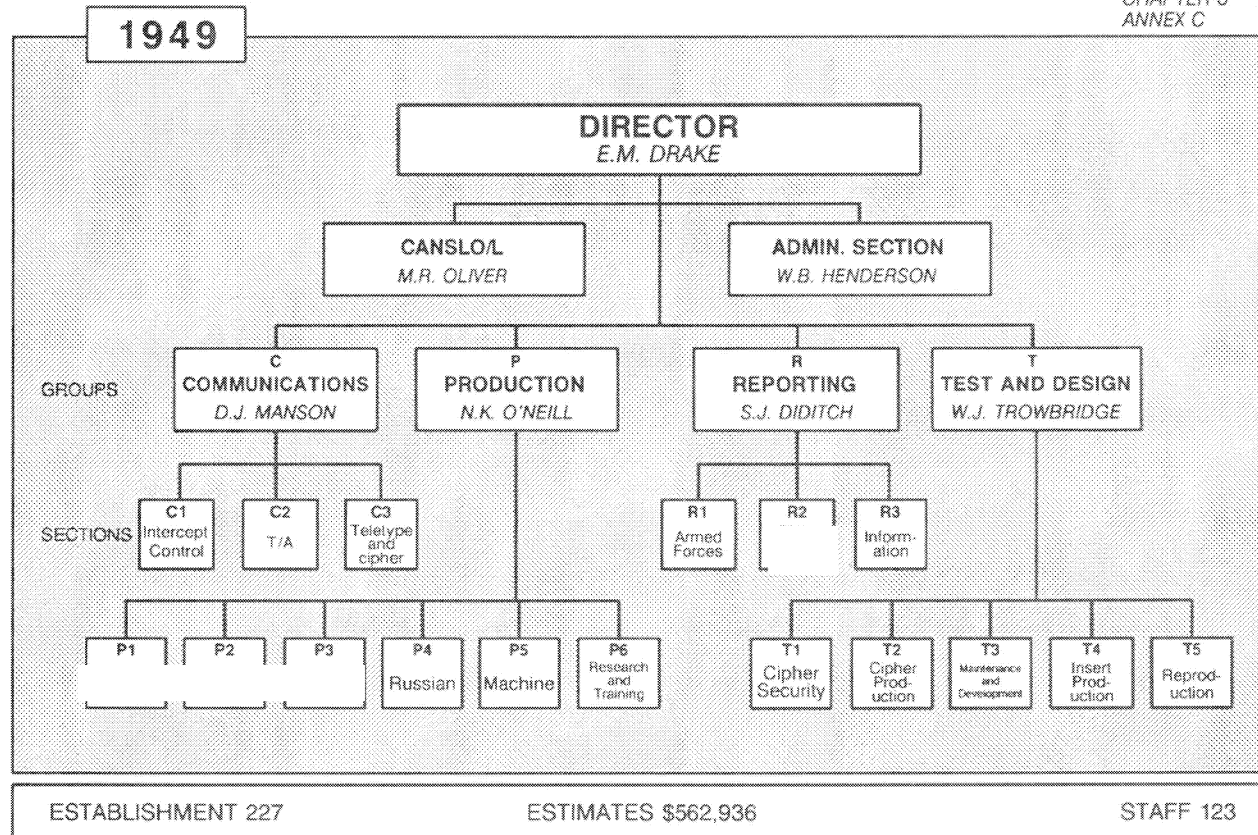 ANNEX C
1949
DIRECTOR
E.M. DRAKE
CANSLO/L
M.R. OLIVER
ADMIN. SECTION
W.B. HENDERSON
GROUPS
C
COMMUNICATIONS
D.J. MANSON
P
PRODUCTION
N.K. O'NEILL
R
REPORTING
S.J. DIDITCH
T
TEST AND DESIGN
W.J. TROWBRIDGE
SECTIONS
C1
Intercept
Control
C2
T/A
C3
Teletype
and
cipher
R1
Armed
Forces
R2
R3
Inform-
ation
P1
P2
P3
P4
Russian
P5
Machine
P6
Research
and
Training
T1
Cipher
Security
T2
Cipher
Prod-
uction
T3
Maintenance
and
Development
T4
Insert
Prod-
uction
T5
Reprod-
uction
ESTABLISHMENT 227
ESTIMATES $562,936
STAFF 123